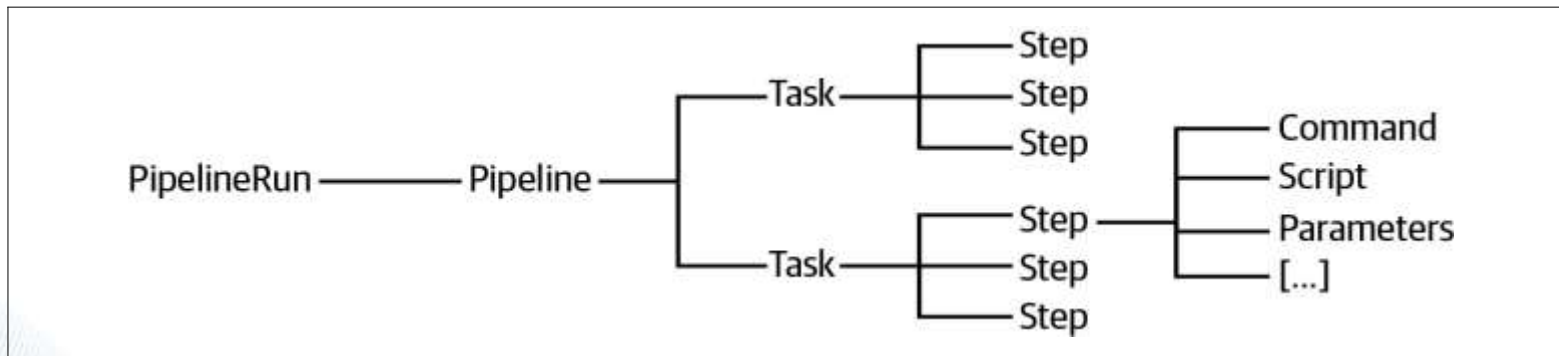 PipelineRun
Pipeline
Task
Step
Step
Step
Task
Step
Step
Step
Command
Script
Parameters
[...]